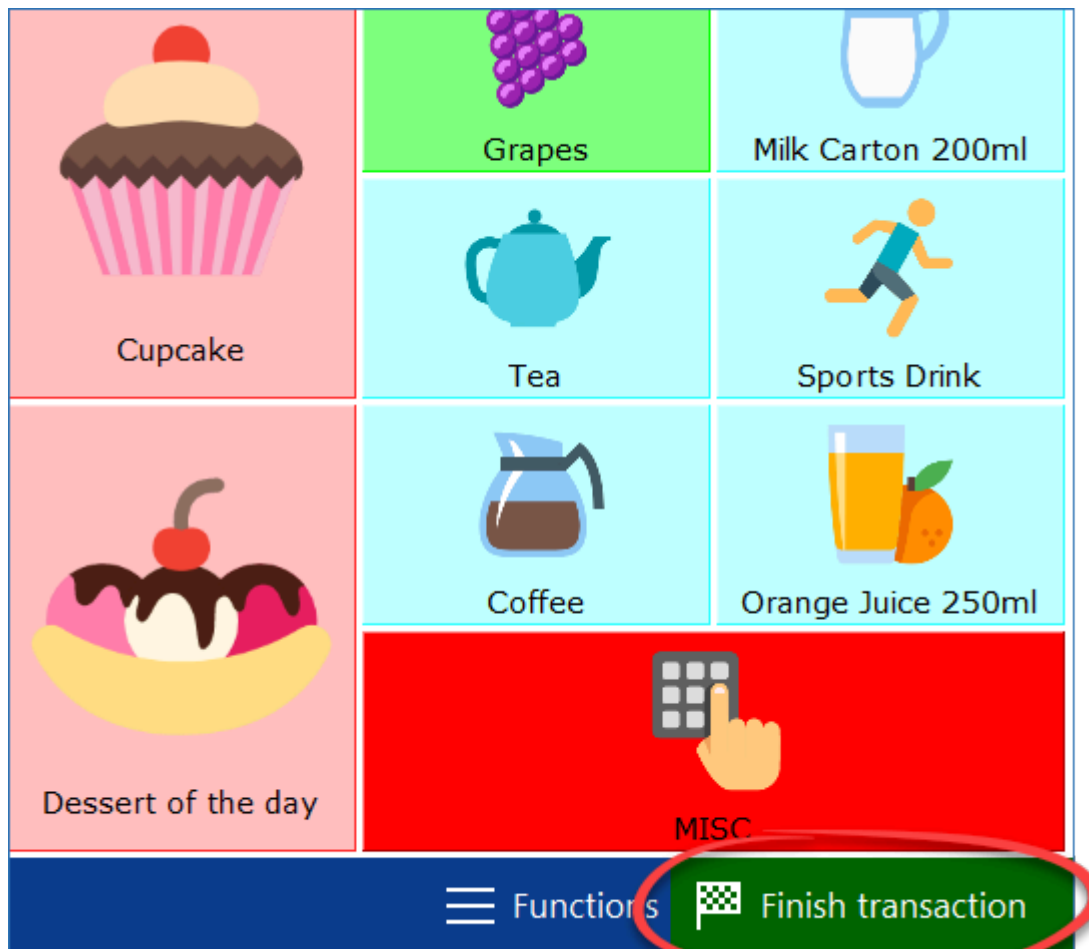 Grapes
Milk Carton 200ml
Cupcake
Tea
Sports Drink
Coffee
Orange Juice 250ml
Dessert of the day
MISC
Functions
Finish transaction